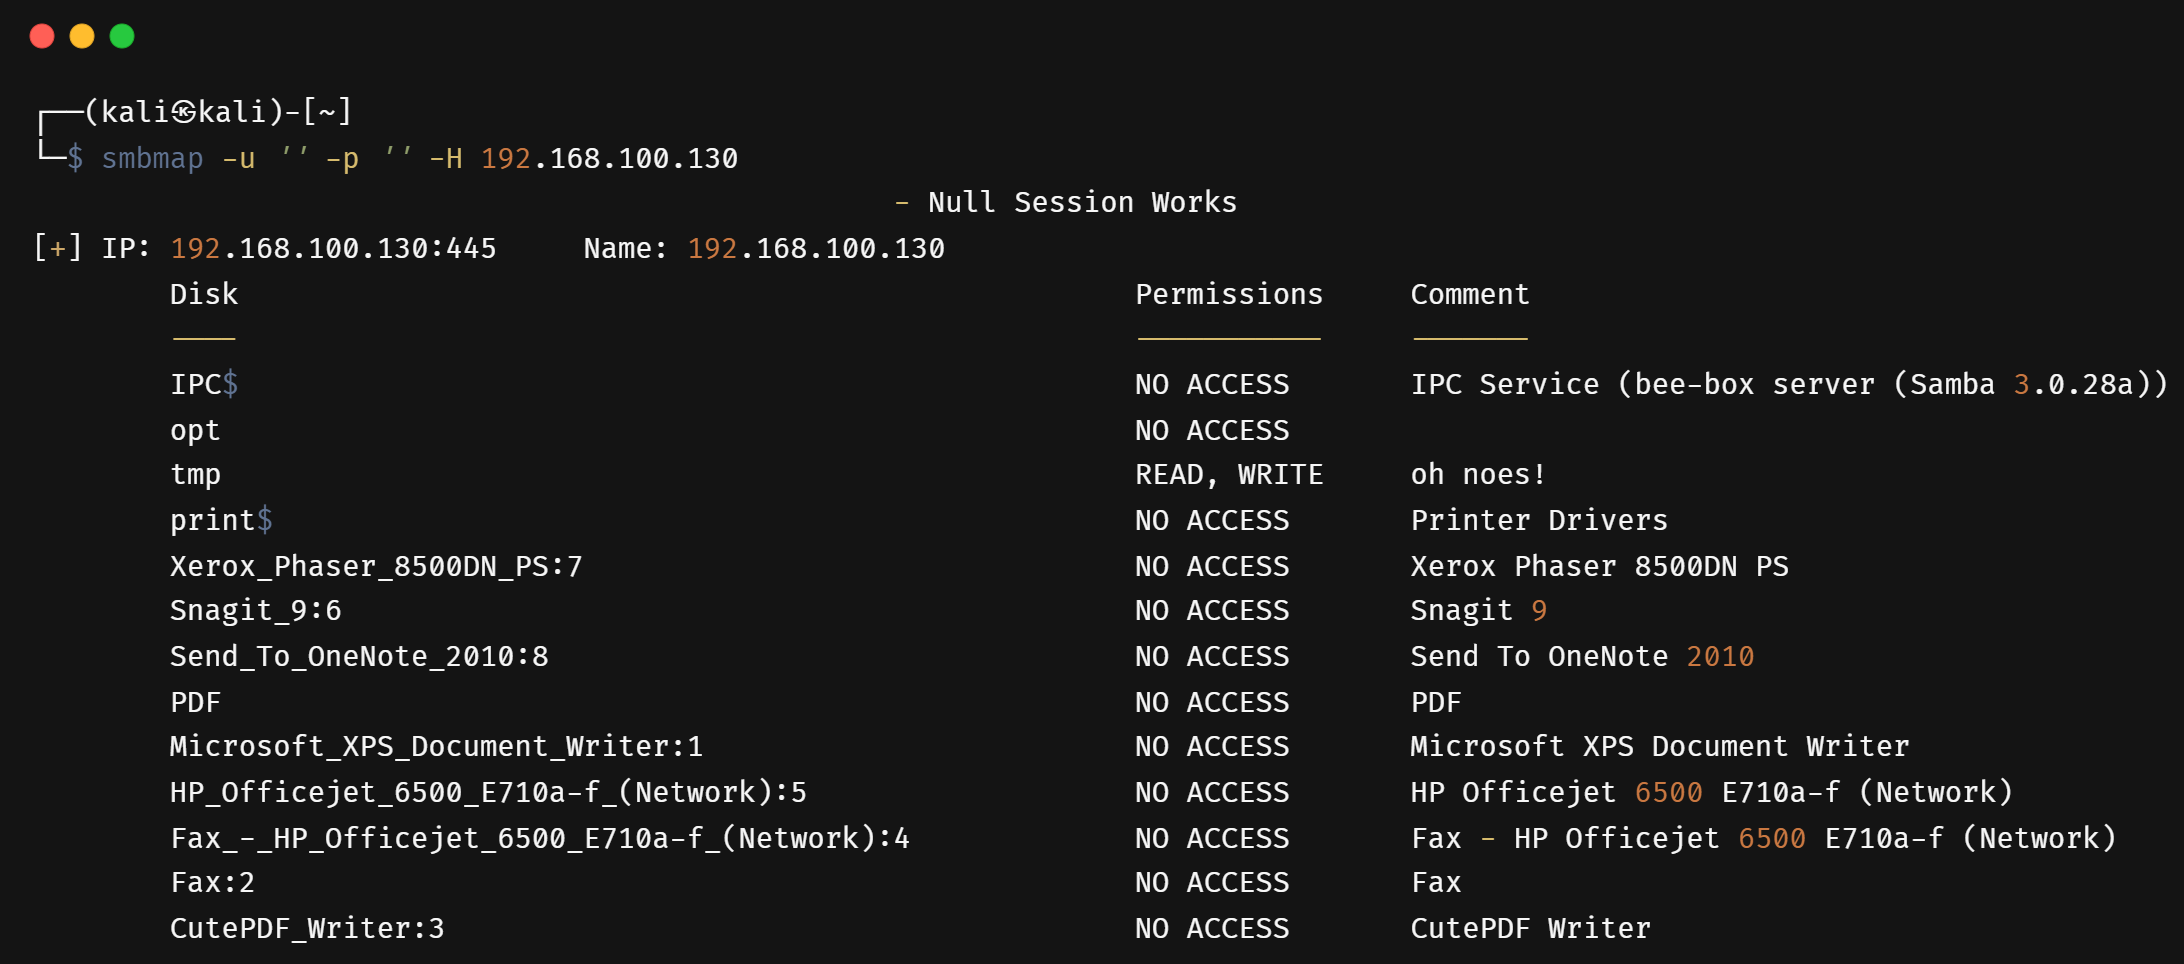 ┌──(kali㉿kali)-[~]
└─$ smbmap -u '' -p '' -H 192.168.100.130
- Null Session Works
[+] IP: 192.168.100.130:445     Name: 192.168.100.130
Disk     Permissions     Comment
----     -----------     -------
IPC$     NO ACCESS     IPC Service (bee-box server (Samba 3.0.28a))
opt     NO ACCESS
tmp     READ, WRITE     oh noes!
print$     NO ACCESS     Printer Drivers
Xerox_Phaser_8500DN_PS:7     NO ACCESS     Xerox Phaser 8500DN PS
Snagit_9:6     NO ACCESS     Snagit 9
Send_To_OneNote_2010:8     NO ACCESS     Send To OneNote 2010
PDF     NO ACCESS     PDF
Microsoft_XPS_Document_Writer:1     NO ACCESS     Microsoft XPS Document Writer
HP_Officejet_6500_E710a-f_(Network):5     NO ACCESS     HP Officejet 6500 E710a-f (Network)
Fax_-_HP_Officejet_6500_E710a-f_(Network):4     NO ACCESS     Fax - HP Officejet 6500 E710a-f (Network)
Fax:2     NO ACCESS     Fax
CutePDF_Writer:3     NO ACCESS     CutePDF Writer